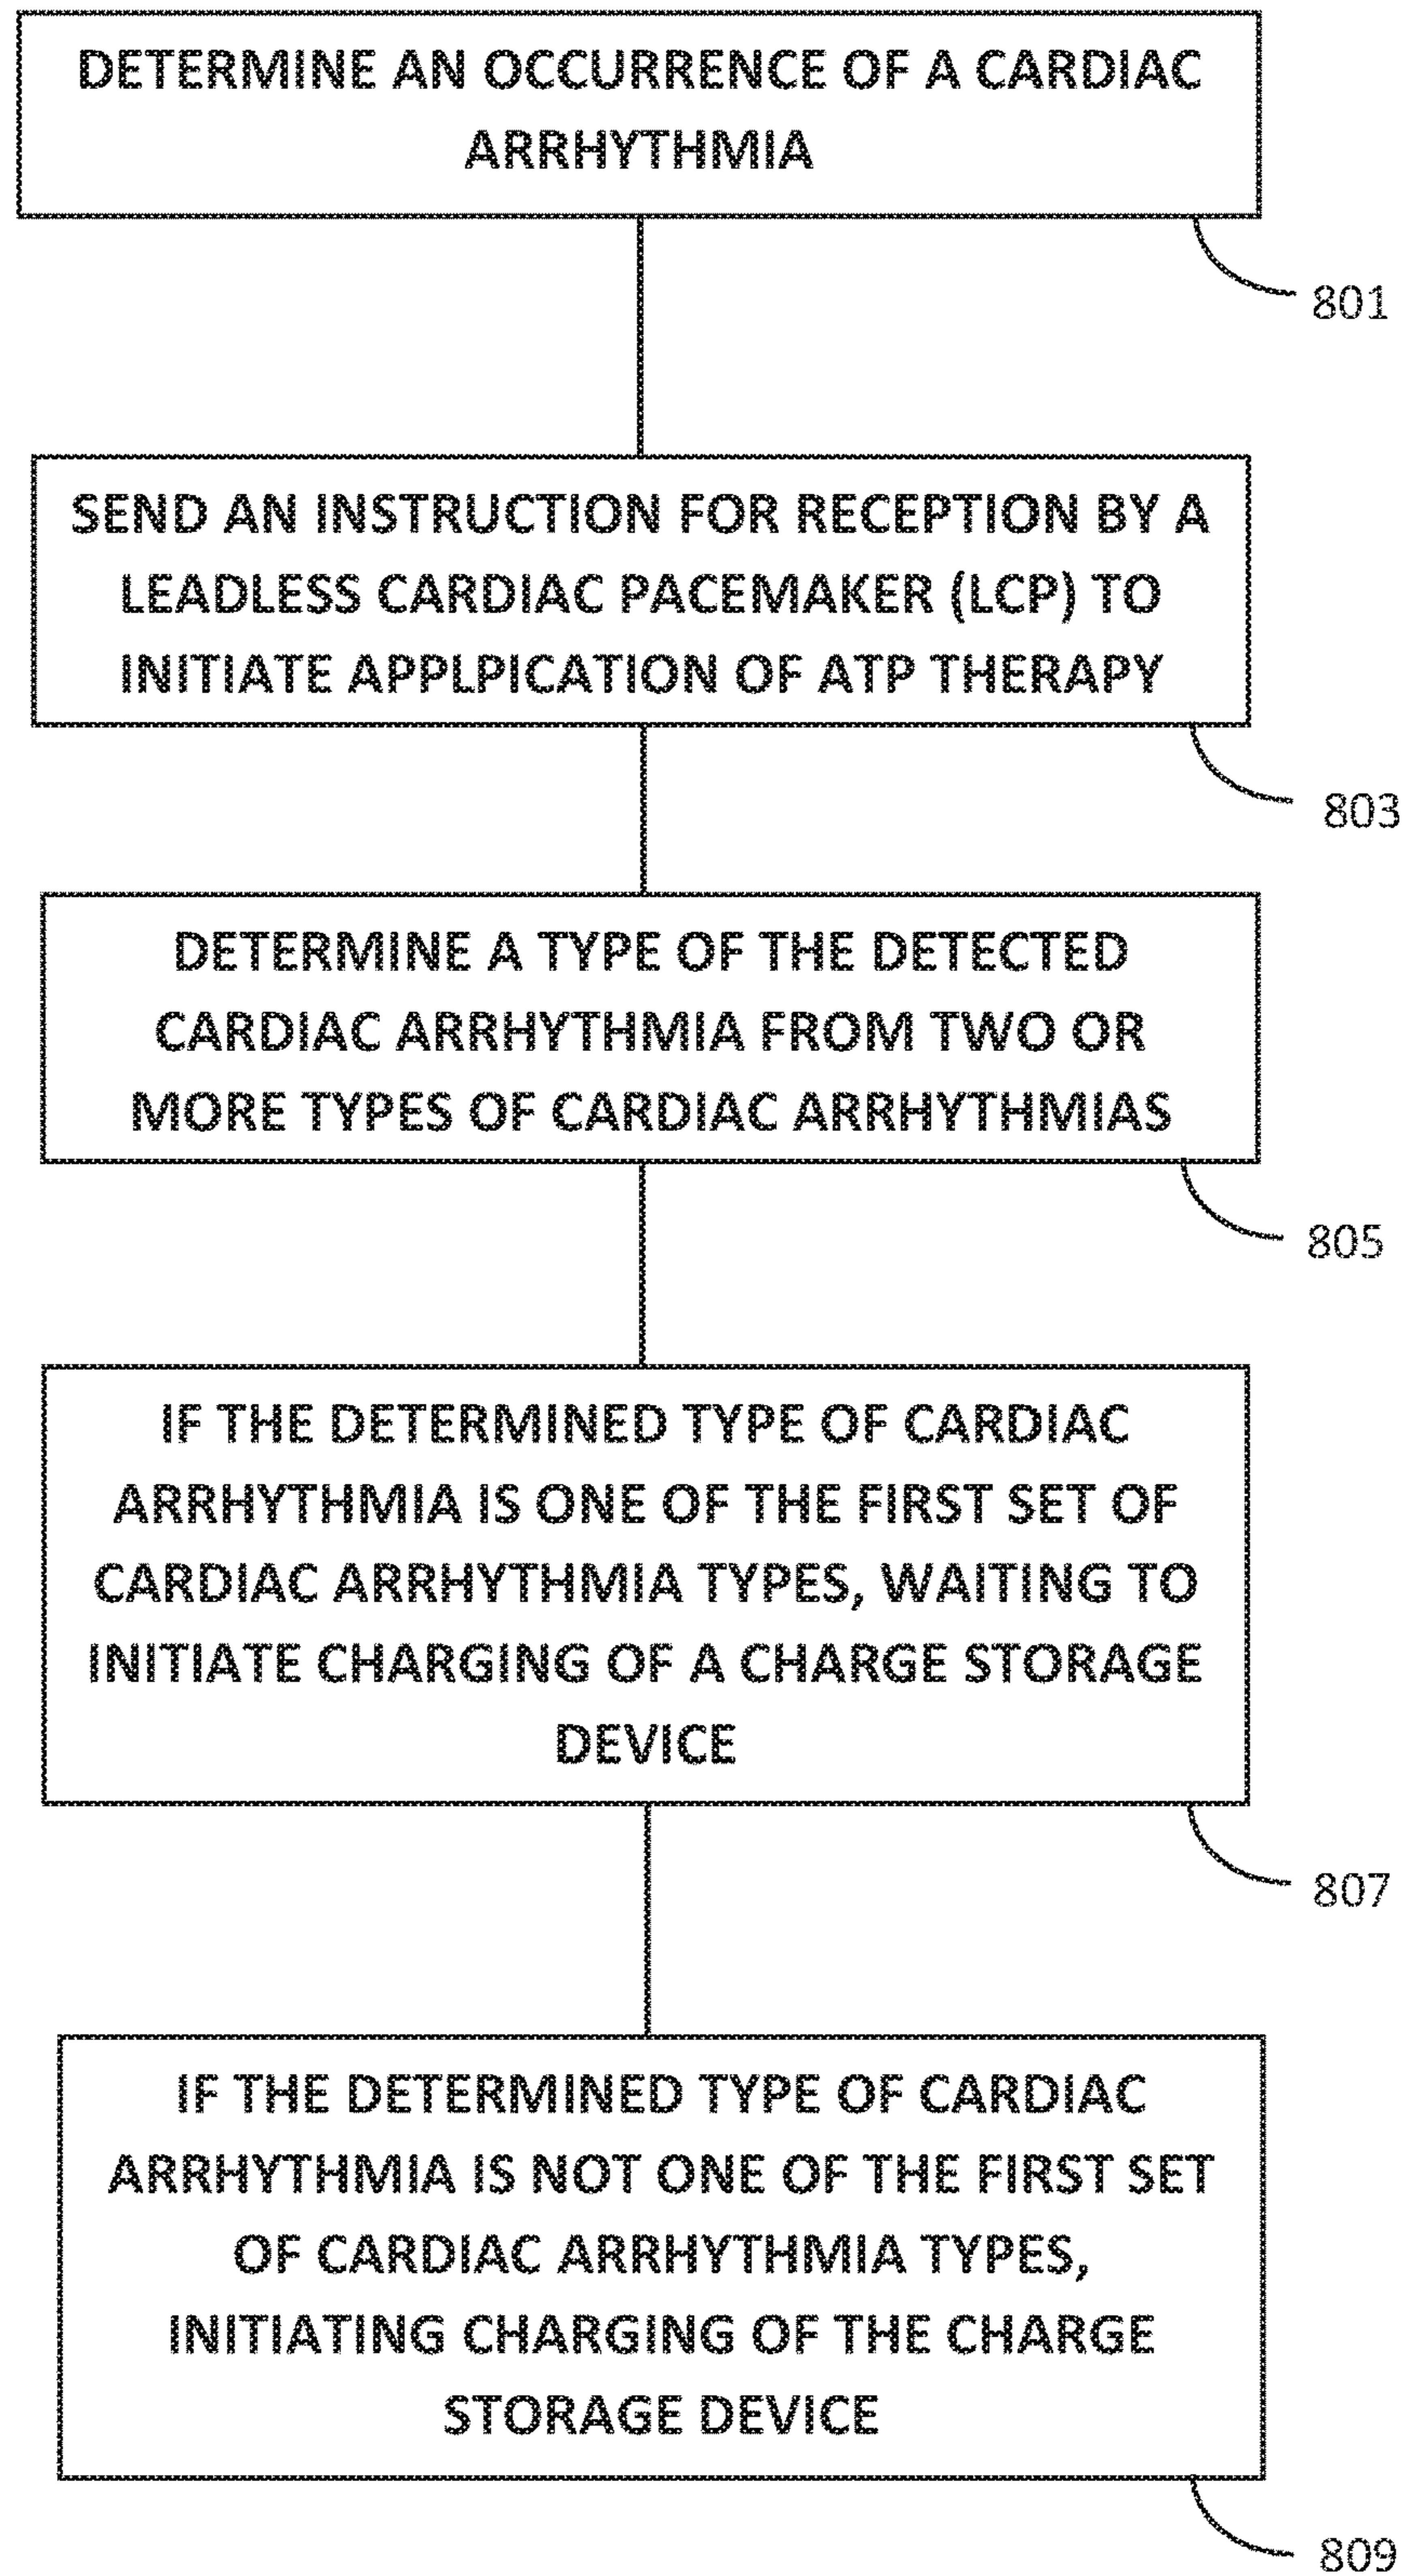 DETERMINE AN OCCURRENCE OF A CARDIAC
ARRHYTHMIA
801
SEND AN INSTRUCTION FOR RECEPTION BY A
LEADLESS CARDIAC PACEMAKER (LCP) TO
INITIATE APPLPICATION OF ATP THERAPY
803
DETERMINE A TYPE OF THE DETECTED
CARDIAC ARRHYTHMIA FROM TWO OR
MORE TYPES OF CARDIAC ARRHYTHMIAS
805
IF THE DETERMINED TYPE OF CARDIAC
ARRHYTHMIA IS ONE OF THE FIRST SET OF
CARDIAC ARRHYTHMIA TYPES, WAITING TO
INITIATE CHARGING OF A CHARGE STORAGE
DEVICE
807
IF THE DETERMINED TYPE OF CARDIAC
ARRHYTHMIA IS NOT ONE OF THE FIRST SET
OF CARDIAC ARRHYTHMIA TYPES,
INITIATING CHARGING OF THE CHARGE
STORAGE DEVICE
809